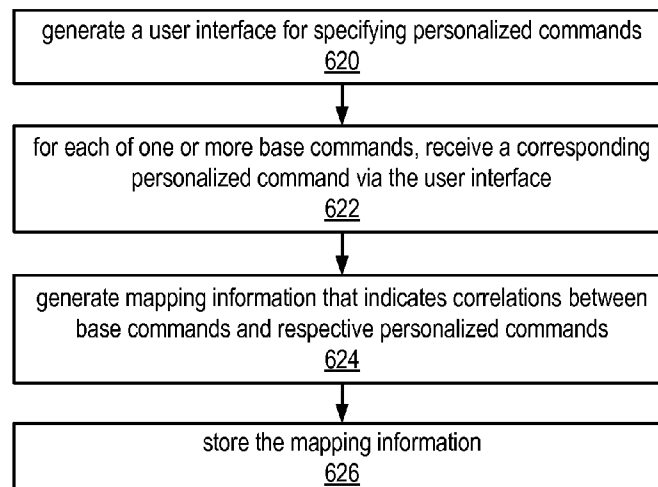 generate a user interface for specifying personalized commands
620
for each of one or more base commands, receive a corresponding
personalized command via the user interface
622
generate mapping information that indicates correlations between
base commands and respective personalized commands
624
store the mapping information
626